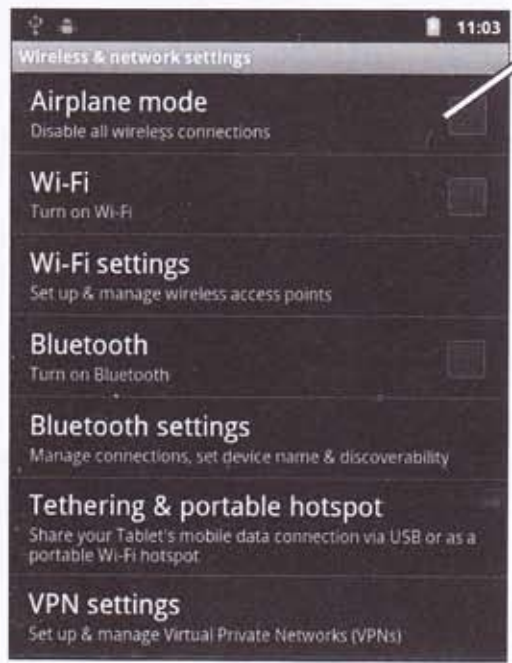 11:03
Wireless & network settings
Airplane mode
Disable all wireless connections
Wi-Fi
Turn on Wi-Fi
Wi-Fi settings
Set up & manage wireless access points
Bluetooth
Turn on Bluetooth
Bluetooth settings
Manage connections, set device name & discoverability
Tethering & portable hotspot
Share your Tablet's mobile data connection via USB or as a
portable Wi-Fi hotspot
VPN settings
Set up & manage Virtual Private Networks (VPNs)